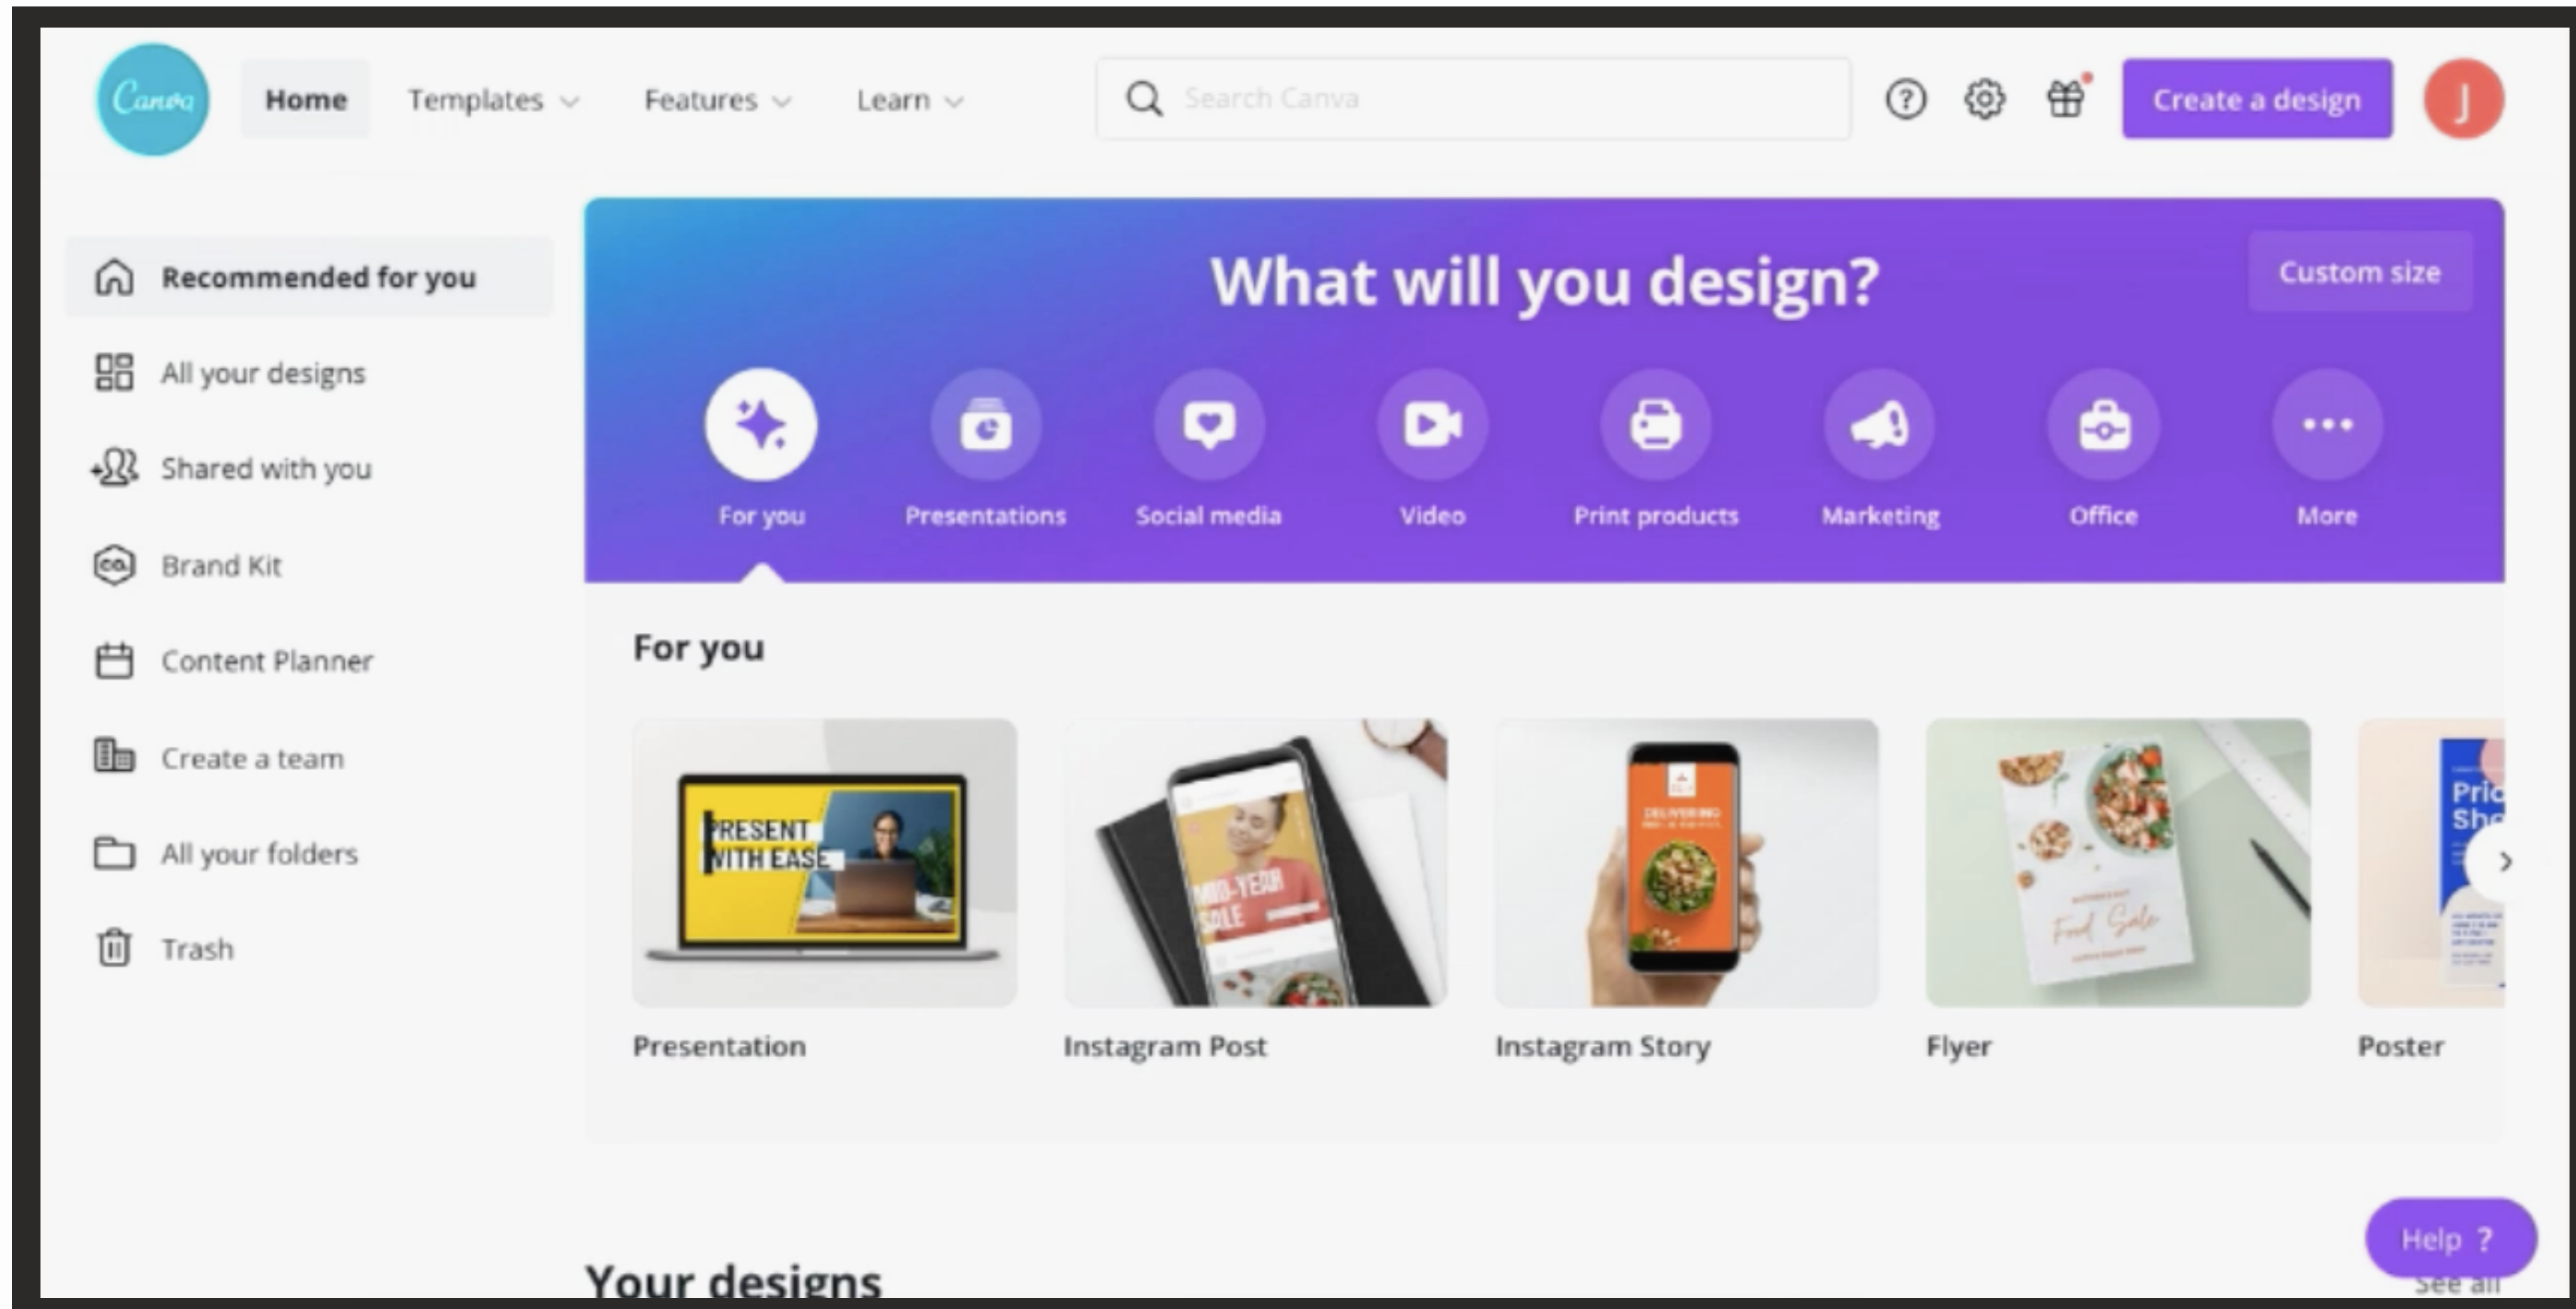 Canva
Home
Templates
Features
Learn
Search Canva
?
Create a design
J
Recommended for you
All your designs
Shared with you
CO.
Brand Kit
Content Planner
Create a team
All your folders
Trash
What will you design?
Custom size
For you
Presentations
Social media
Video
Print products
Marketing
Office
More
For you
PRESENT
WITH EASE
MID-YEAR
SALE
DELIVERING
Food Sale
Presentation
Instagram Post
Instagram Story
Flyer
Poster
Your designs
Help ?
See all